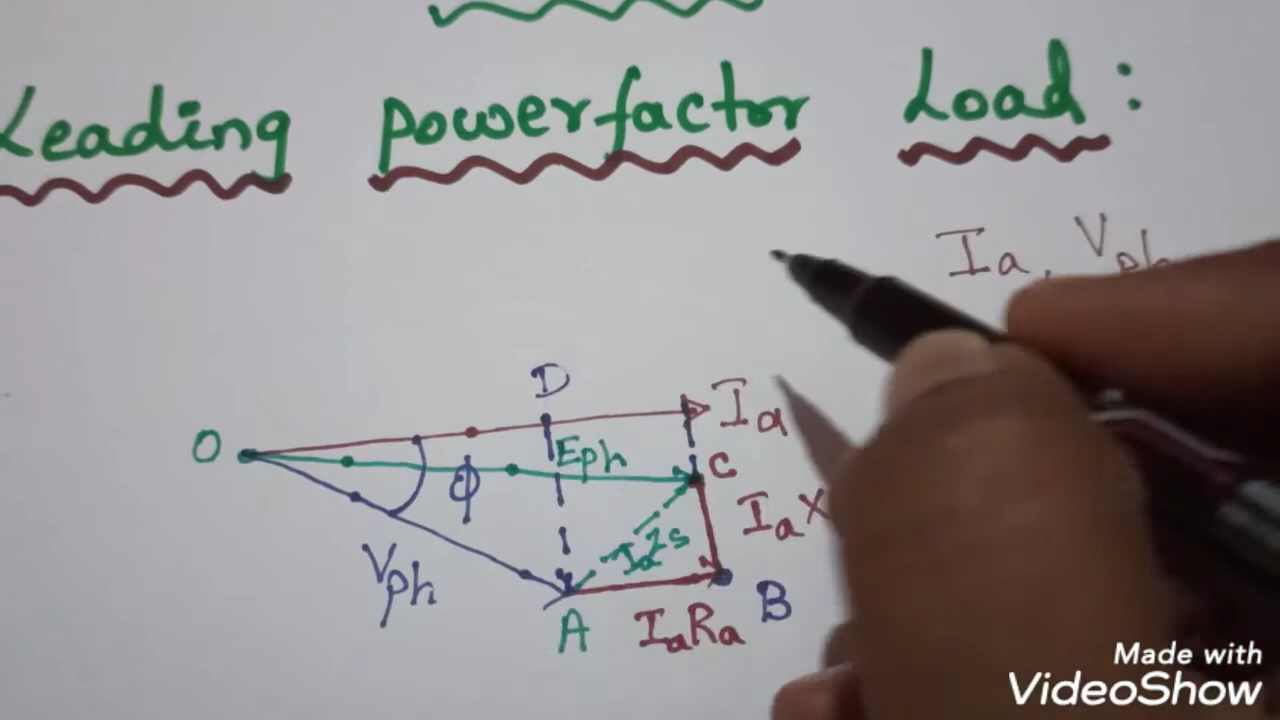 Leading powerfactor Load :
Ia, Vph
D
Ia
O
Eph
C
ϕ
IaX
IaZs
Vph
B
A
IaRa
Made with
VideoShow